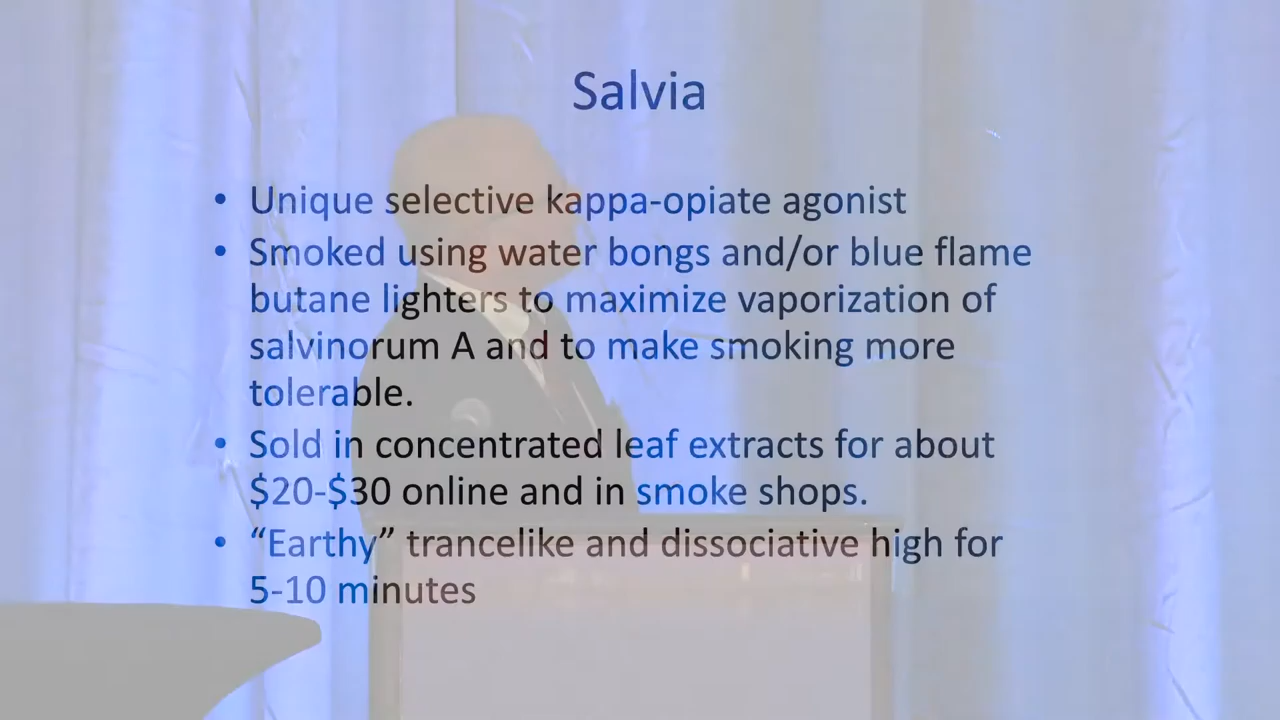 Salvia
• Unique selective kappa-opiate agonist
• Smoked using water bongs and/or blue flame
butane lighters to maximize vaporization of
salvinorum A and to make smoking more
tolerable.
• Sold in concentrated leaf extracts for about
$20-$30 online and in smoke shops.
• “Earthy” trancelike and dissociative high for
5-10 minutes